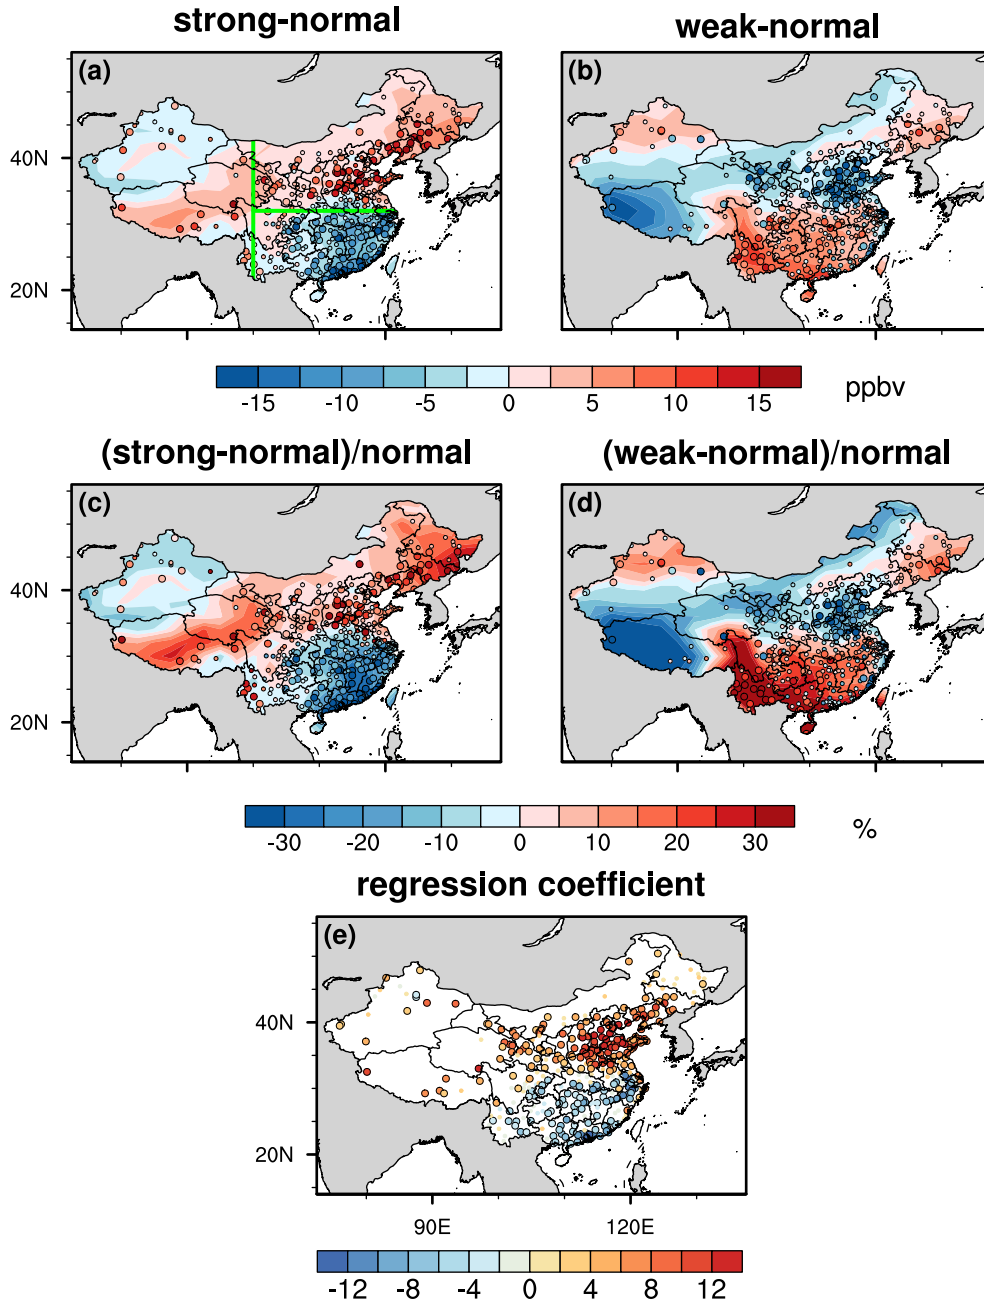 strong-normal
weak-normal
(a)
(b)
40N
20N
-15 -10 -5 0 5 10 15
ppbv
(strong-normal)/normal
(weak-normal)/normal
(c)
(d)
40N
20N
-30 -20 -10 0 10 20 30
%
regression coefficient
(e)
40N
20N
90E 120E
-12 -8 -4 0 4 8 12